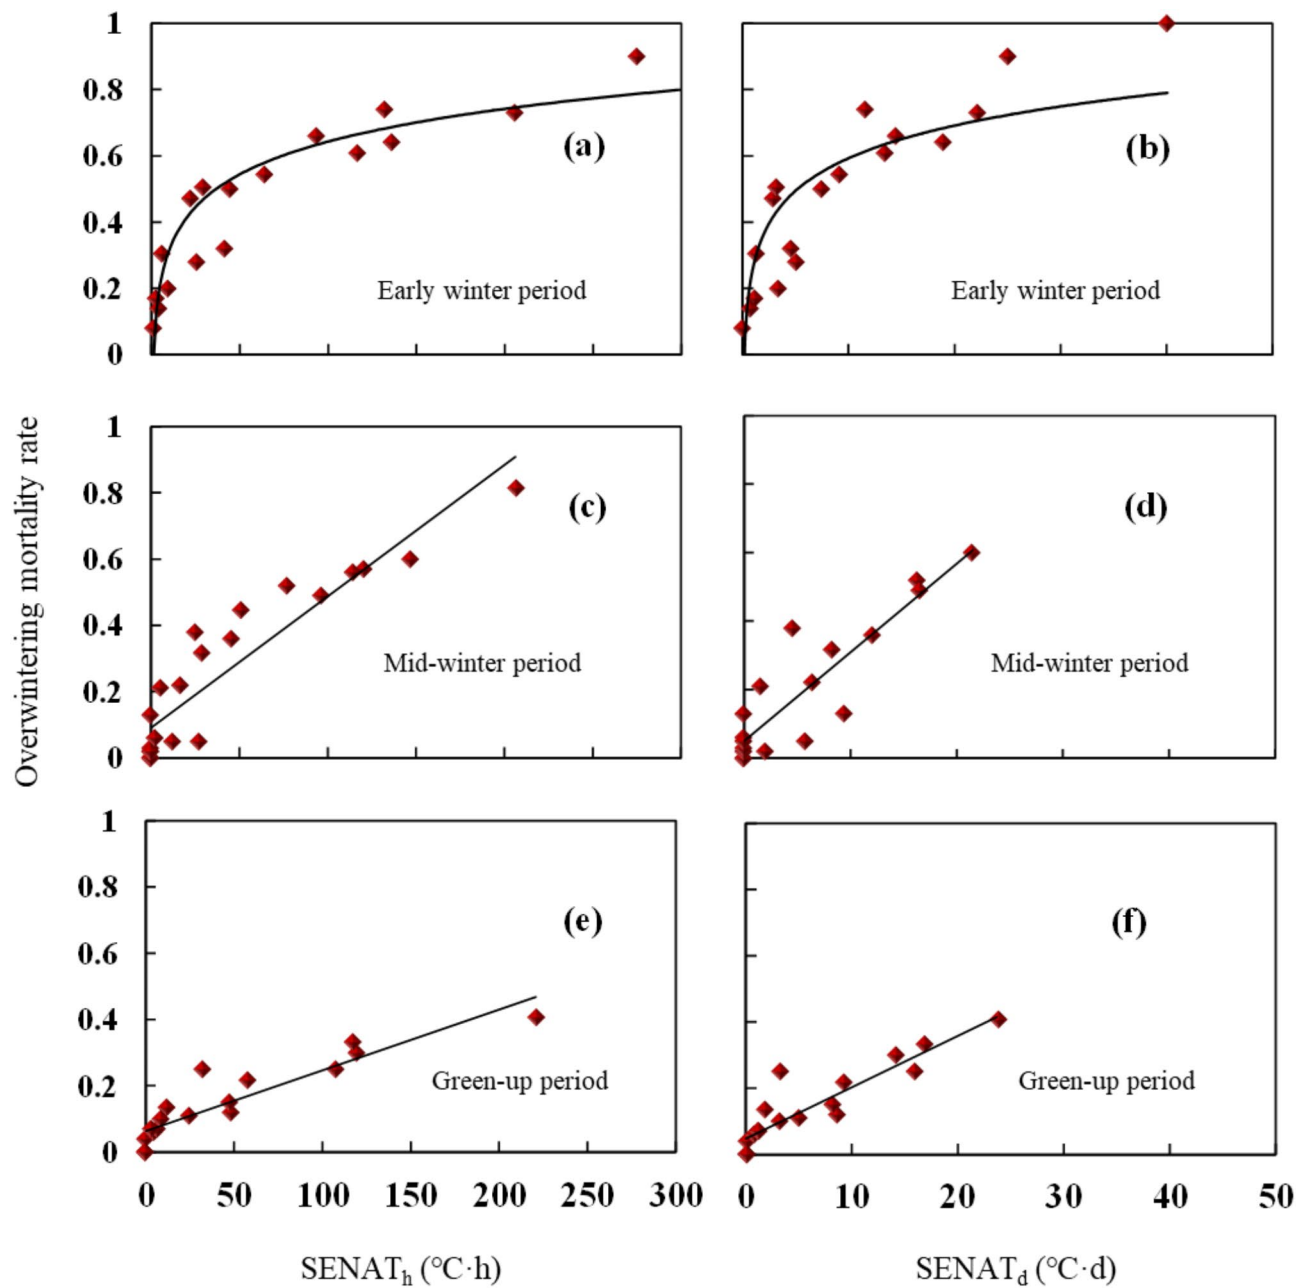 1
0.8
0.6
0.4
0.2
0
(a)
Early winter period
(b)
Early winter period
Overwintering mortality rate
1
0.8
0.6
0.4
0.2
0
(c)
Mid-winter period
(d)
Mid-winter period
1
0.8
0.6
0.4
0.2
0
(e)
Green-up period
(f)
Green-up period
0 50 100 150 200 250 300
0 10 20 30 40 50
SENATh (°C·h)
SENATd (°C·d)